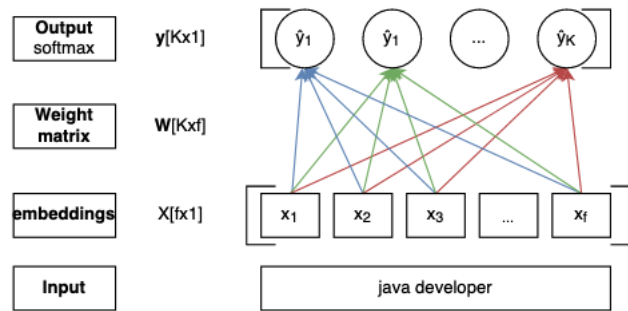 Output
softmax
y[Kx1]
ŷ1 ŷ1 ... ŷK
Weight
matrix
W[Kxf]
embeddings
X[fx1]
x1 x2 x3 ... xf
Input
java developer